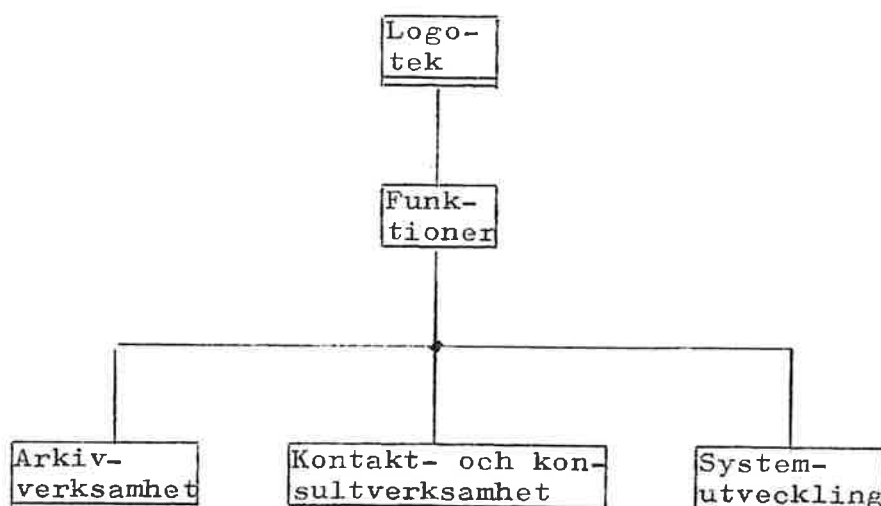 Logo-
tek
Funk-
tioner
Arkiv-
verksamhet
Kontakt- och kon-
sultverksamhet
System-
utveckling